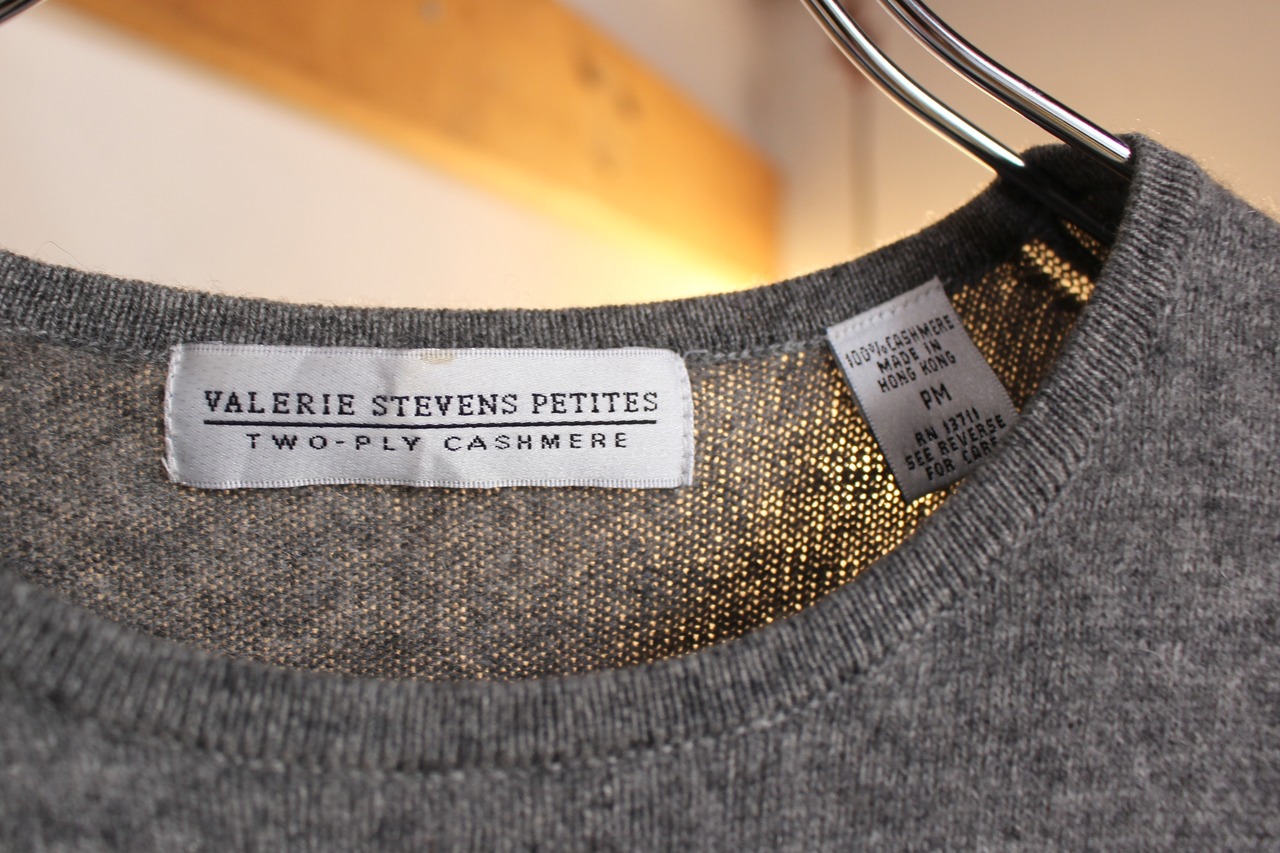 VALERIE STEVENS PETITES
TWO-PLY CASHMERE
100% CASHMERE
MADE IN
HONG KONG
PM
RN 13711
SEE REVERSE
FOR CARE